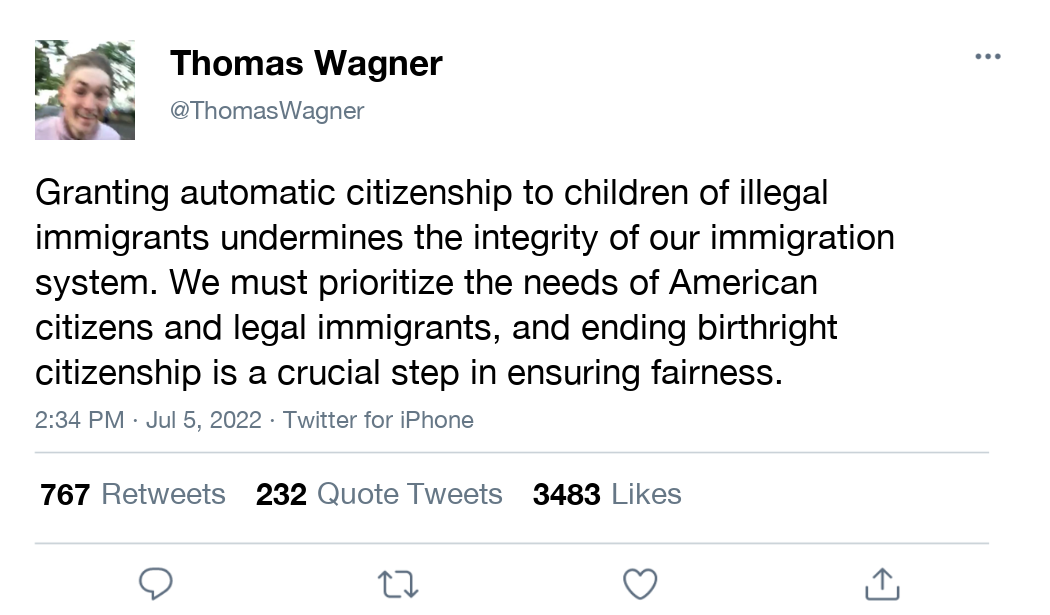 Thomas Wagner
@ThomasWagner
Granting automatic citizenship to children of illegal
immigrants undermines the integrity of our immigration
system. We must prioritize the needs of American
citizens and legal immigrants, and ending birthright
citizenship is a crucial step in ensuring fairness.
2:34 PM · Jul 5, 2022 · Twitter for iPhone
767 Retweets 232 Quote Tweets 3483 Likes